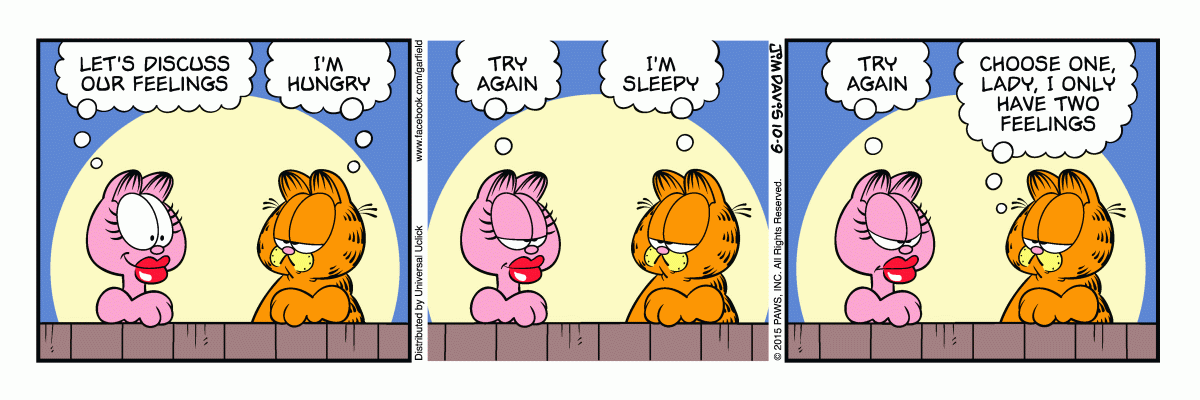 LET'S DISCUSS
OUR FEELINGS
I'M
HUNGRY
www.facebook.com/garfield
Distributed by Universal Uclick
TRY
AGAIN
I'M
SLEEPY
JIM DAVIS 10-9
© 2015 PAWS, INC. All Rights Reserved.
TRY
AGAIN
CHOOSE ONE,
LADY, I ONLY
HAVE TWO
FEELINGS